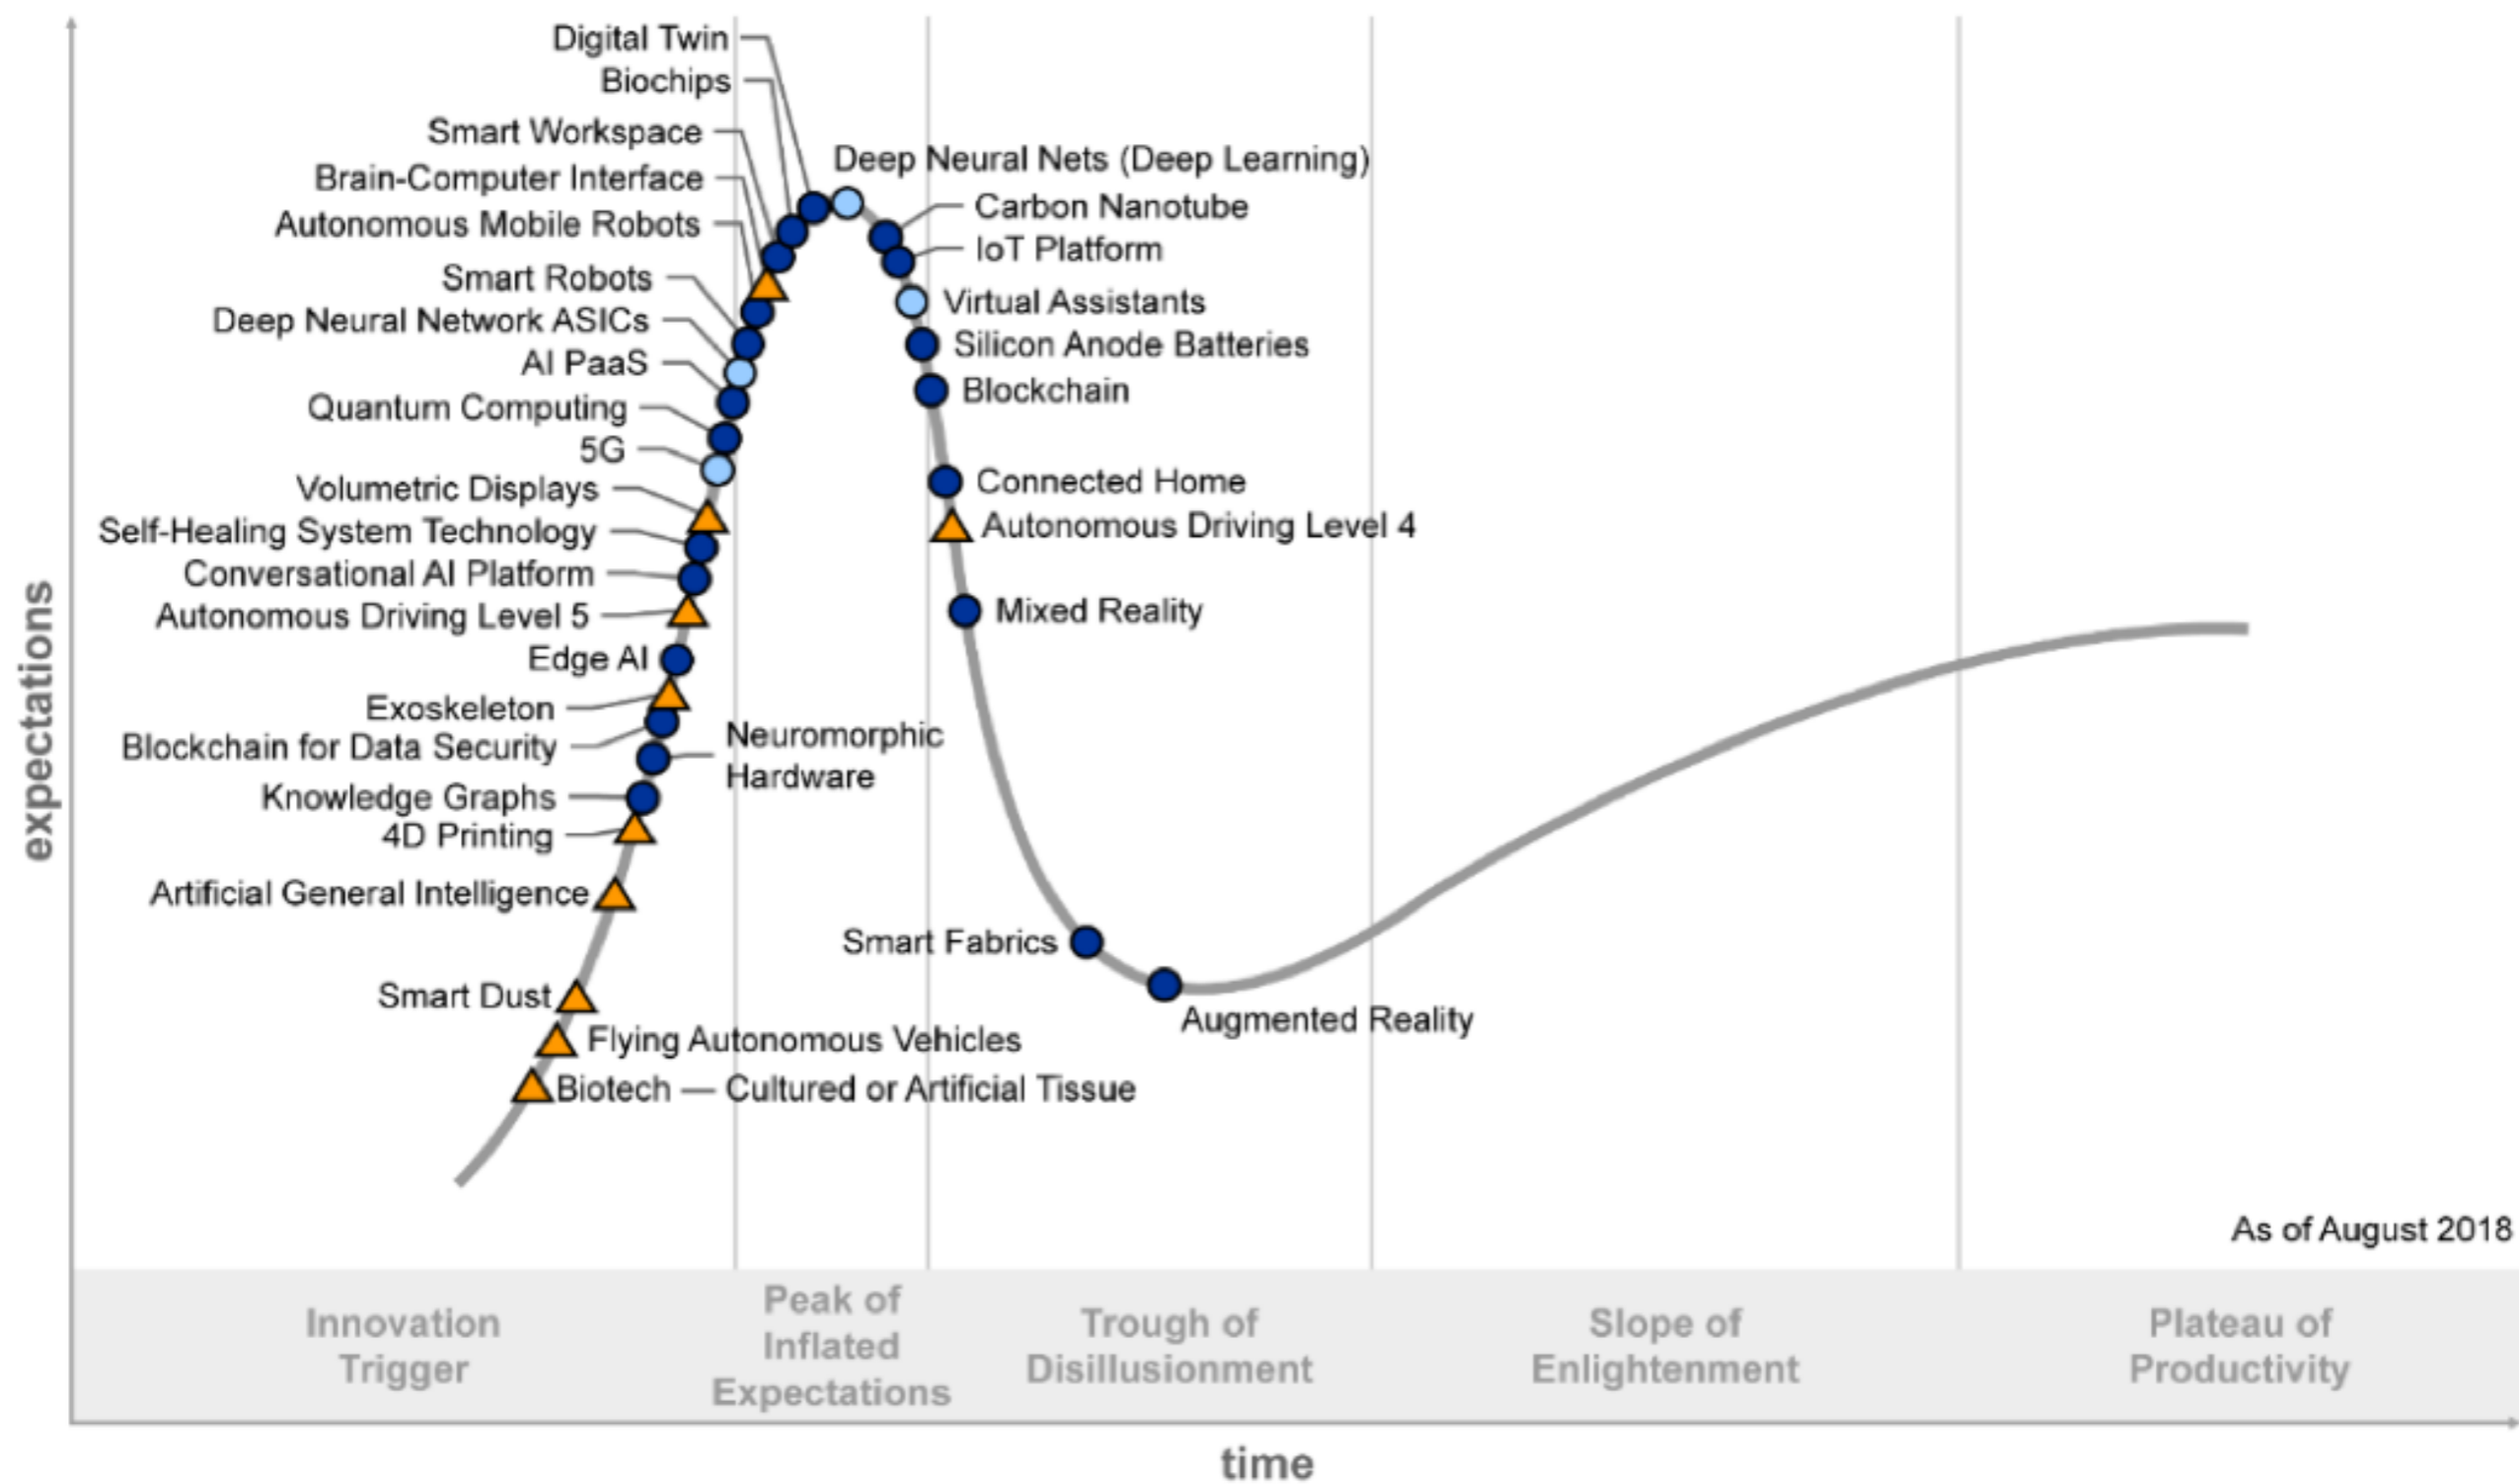 Digital Twin
Biochips
Smart Workspace
Brain-Computer Interface
Autonomous Mobile Robots
Smart Robots
Deep Neural Network ASICs
AI PaaS
Quantum Computing
5G
Volumetric Displays
Self-Healing System Technology
Conversational AI Platform
Autonomous Driving Level 5
Edge AI
Exoskeleton
Blockchain for Data Security
Neuromorphic
Hardware
Knowledge Graphs
4D Printing
Artificial General Intelligence
Smart Dust
Flying Autonomous Vehicles
Biotech — Cultured or Artificial Tissue
Deep Neural Nets (Deep Learning)
Carbon Nanotube
IoT Platform
Virtual Assistants
Silicon Anode Batteries
Blockchain
Connected Home
Autonomous Driving Level 4
Mixed Reality
Smart Fabrics
Augmented Reality
As of August 2018
expectations
Innovation
Trigger
Peak of
Inflated
Expectations
Trough of
Disillusionment
Slope of
Enlightenment
Plateau of
Productivity
time